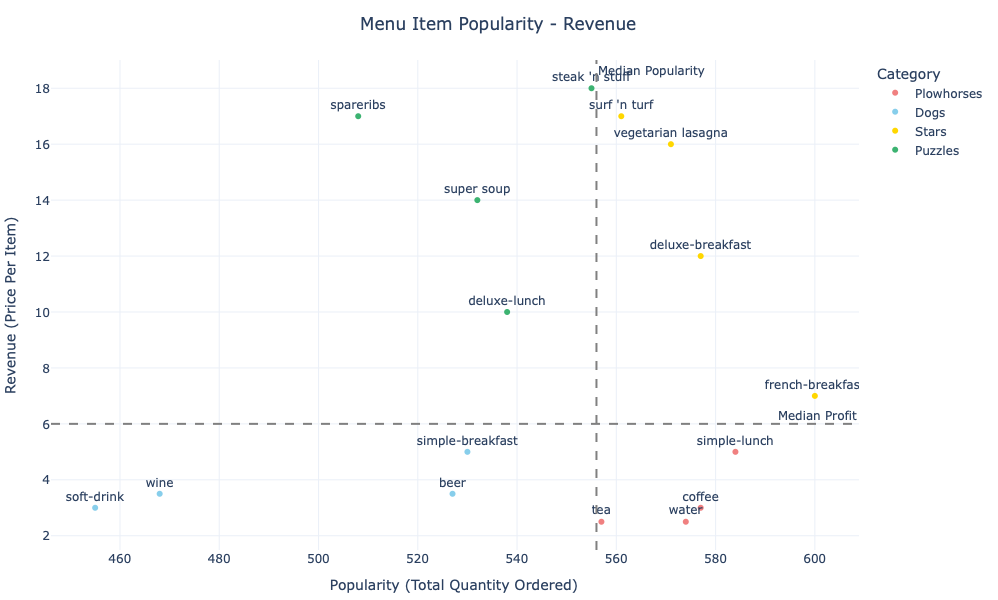 Menu Item Popularity - Revenue
Category
Plowhorses
Dogs
Stars
Puzzles
Median Popularity
steak 'n stuff
spareribs
surf 'n turf
vegetarian lasagna
super soup
deluxe-breakfast
deluxe-lunch
french-breakfas
Median Profit
simple-breakfast
simple-lunch
wine
beer
soft-drink
coffee
tea
water
18
16
14
12
10
8
6
4
2
Revenue (Price Per Item)
460
480
500
520
540
560
580
600
Popularity (Total Quantity Ordered)